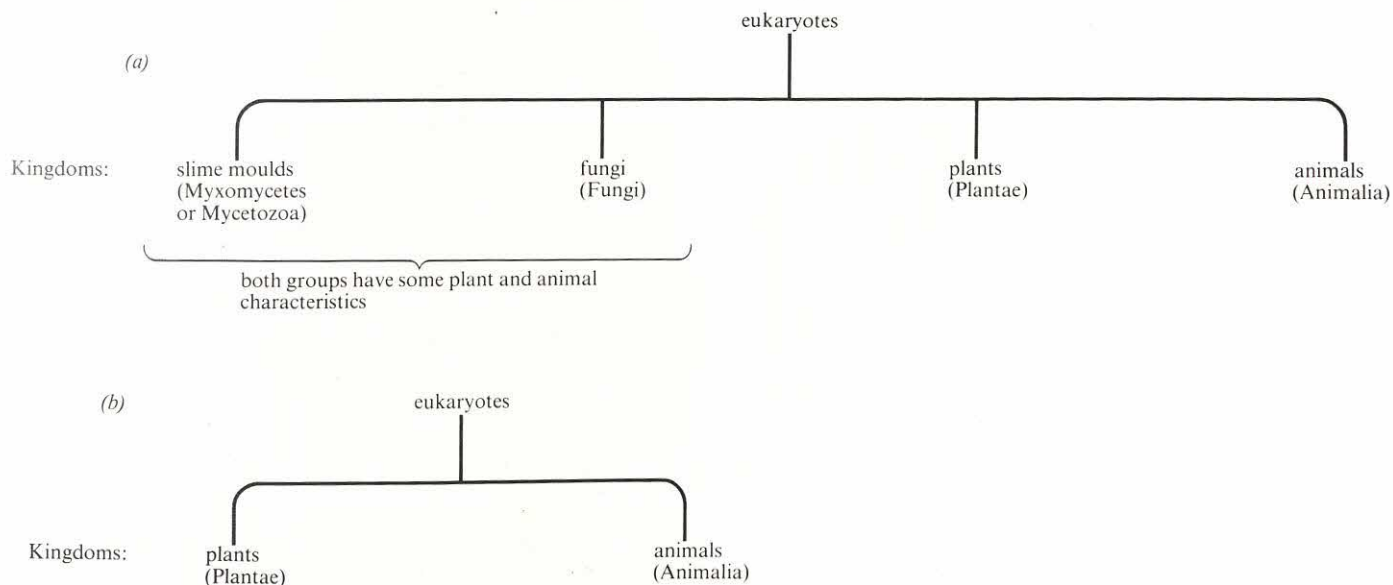 eukaryotes
(a)
Kingdoms: slime moulds fungi plants animals
(Myxomycetes (Fungi) (Plantae) (Animalia)
or Mycetozoa)
both groups have some plant and animal
characteristics
(b) eukaryotes
Kingdoms: plants animals
(Plantae) (Animalia)